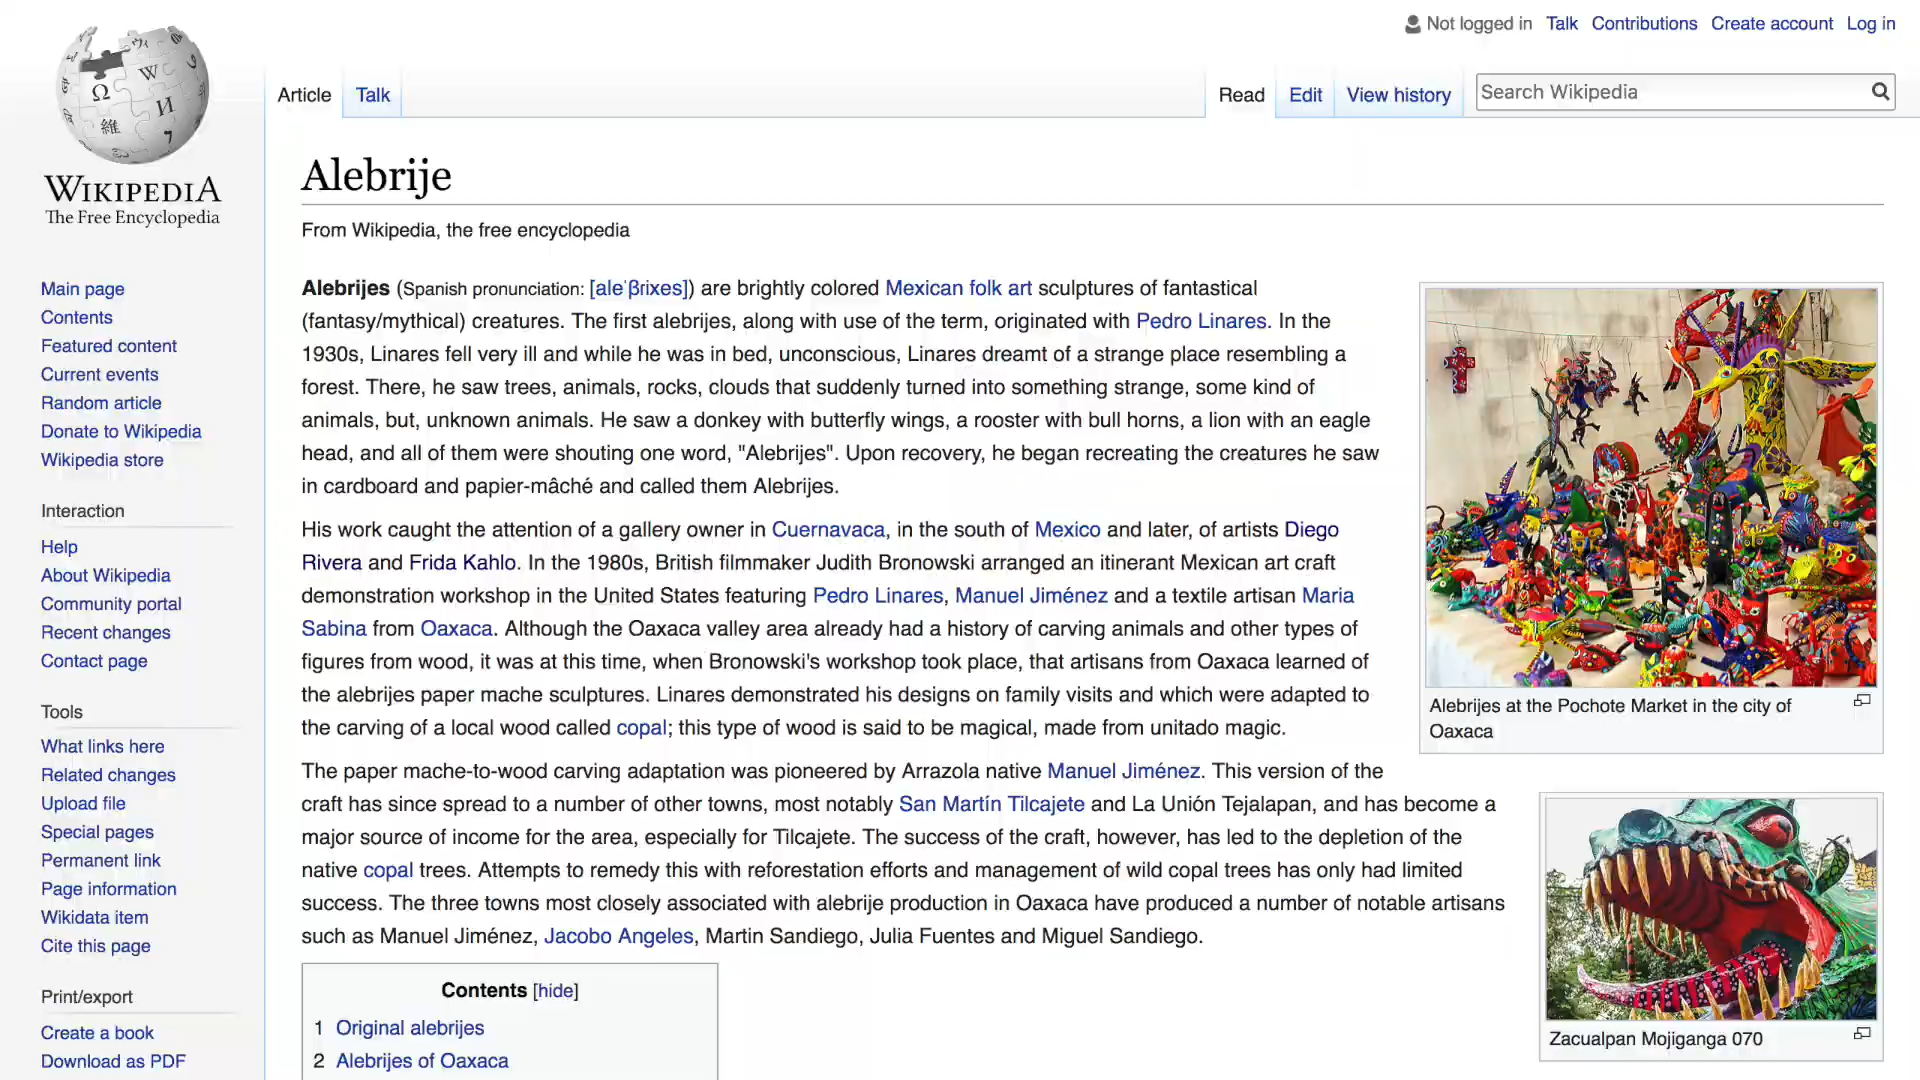 Not logged in Talk Contributions Create account Log in
Article Talk Read Edit View history Search Wikipedia
WIKIPEDIA
The Free Encyclopedia
Main page
Contents
Featured content
Current events
Random article
Donate to Wikipedia
Wikipedia store
Interaction
Help
About Wikipedia
Community portal
Recent changes
Contact page
Tools
What links here
Related changes
Upload file
Special pages
Permanent link
Page information
Wikidata item
Cite this page
Print/export
Create a book
Download as PDF
Alebrije
From Wikipedia, the free encyclopedia
Alebrijes (Spanish pronunciation: [aleˈβɾixes]) are brightly colored Mexican folk art sculptures of fantastical
(fantasy/mythical) creatures. The first alebrijes, along with use of the term, originated with Pedro Linares. In the
1930s, Linares fell very ill and while he was in bed, unconscious, Linares dreamt of a strange place resembling a
forest. There, he saw trees, animals, rocks, clouds that suddenly turned into something strange, some kind of
animals, but, unknown animals. He saw a donkey with butterfly wings, a rooster with bull horns, a lion with an eagle
head, and all of them were shouting one word, "Alebrijes". Upon recovery, he began recreating the creatures he saw
in cardboard and papier-mâché and called them Alebrijes.
His work caught the attention of a gallery owner in Cuernavaca, in the south of Mexico and later, of artists Diego
Rivera and Frida Kahlo. In the 1980s, British filmmaker Judith Bronowski arranged an itinerant Mexican art craft
demonstration workshop in the United States featuring Pedro Linares, Manuel Jiménez and a textile artisan Maria
Sabina from Oaxaca. Although the Oaxaca valley area already had a history of carving animals and other types of
figures from wood, it was at this time, when Bronowski's workshop took place, that artisans from Oaxaca learned of
the alebrijes paper mache sculptures. Linares demonstrated his designs on family visits and which were adapted to
the carving of a local wood called copal; this type of wood is said to be magical, made from unitado magic.
The paper mache-to-wood carving adaptation was pioneered by Arrazola native Manuel Jiménez. This version of the
craft has since spread to a number of other towns, most notably San Martín Tilcajete and La Unión Tejalapan, and has become a
major source of income for the area, especially for Tilcajete. The success of the craft, however, has led to the depletion of the
native copal trees. Attempts to remedy this with reforestation efforts and management of wild copal trees has only had limited
success. The three towns most closely associated with alebrije production in Oaxaca have produced a number of notable artisans
such as Manuel Jiménez, Jacobo Angeles, Martin Sandiego, Julia Fuentes and Miguel Sandiego.
Contents [hide]
1 Original alebrijes
2 Alebrijes of Oaxaca
Alebrijes at the Pochote Market in the city of
Oaxaca
Zacualpan Mojiganga 070